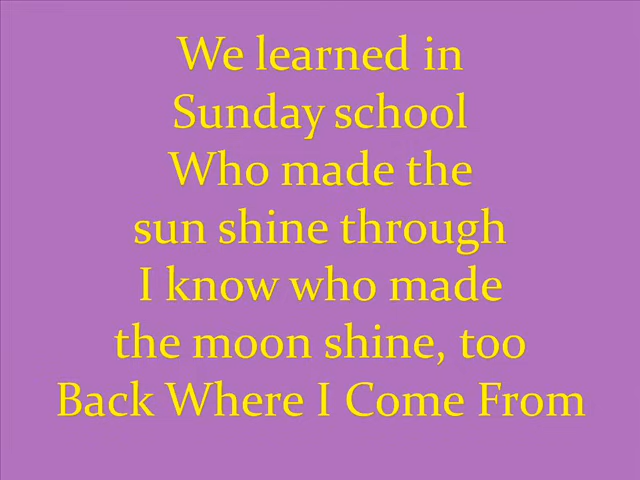 We learned in
Sunday school
Who made the
sun shine through
I know who made
the moon shine, too
Back Where I Come From